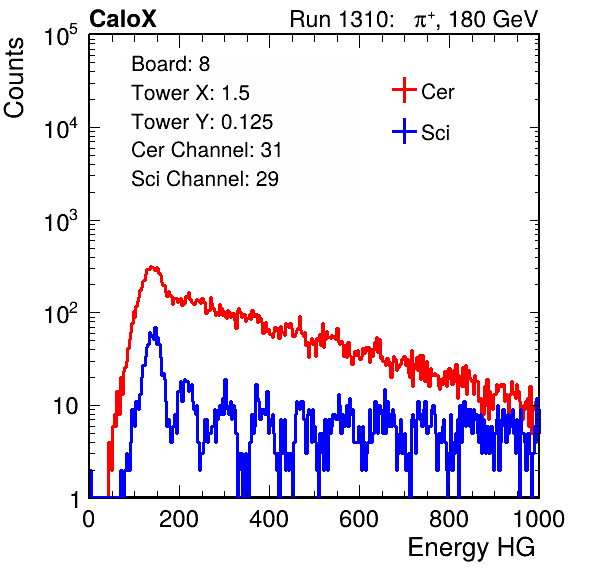 CaloX Run 1310: π⁺, 180 GeV
Counts
10⁵
10⁴
10³
10²
10
1
Board: 8
Tower X: 1.5
Tower Y: 0.125
Cer Channel: 31
Sci Channel: 29
Cer
Sci
0 200 400 600 800 1000
Energy HG